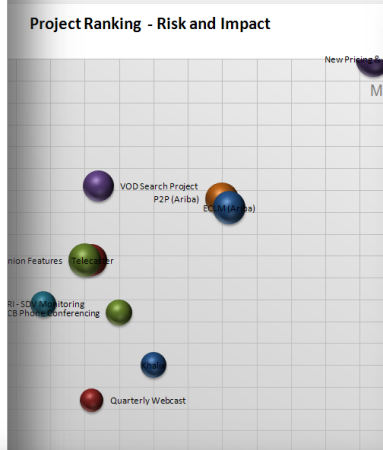 Project Ranking - Risk and Impact
New Pricing &
M
VOD Search Project
P2P (Ariba)
ECLM (Ariba)
nion Features
Telecaster
RI - SDV Monitoring
CB Phone Conferencing
Quarterly Webcast